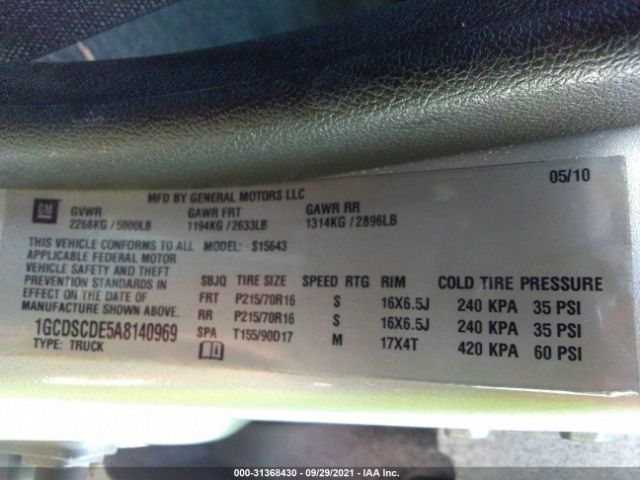 MFD BY GENERAL MOTORS LLC 05/10
GM GVWR GAWR FRT GAWR RR
2268KG / 5000LB 1194KG / 2633LB 1314KG / 2896LB
THIS VEHICLE CONFORMS TO ALL MODEL: S15643
APPLICABLE FEDERAL MOTOR
VEHICLE SAFETY AND THEFT
PREVENTION STANDARDS IN
EFFECT ON THE DATE OF
MANUFACTURE SHOWN ABOVE.
1GCDSCDE5A8140969
TYPE: TRUCK
SBJQ TIRE SIZE SPEED RTG RIM COLD TIRE PRESSURE
FRT P215/70R16 S 16X6.5J 240 KPA 35 PSI
RR P215/70R16 S 16X6.5J 240 KPA 35 PSI
SPA T155/90D17 M 17X4T 420 KPA 60 PSI
000-31368430 - 09/29/2021 - IAA Inc.